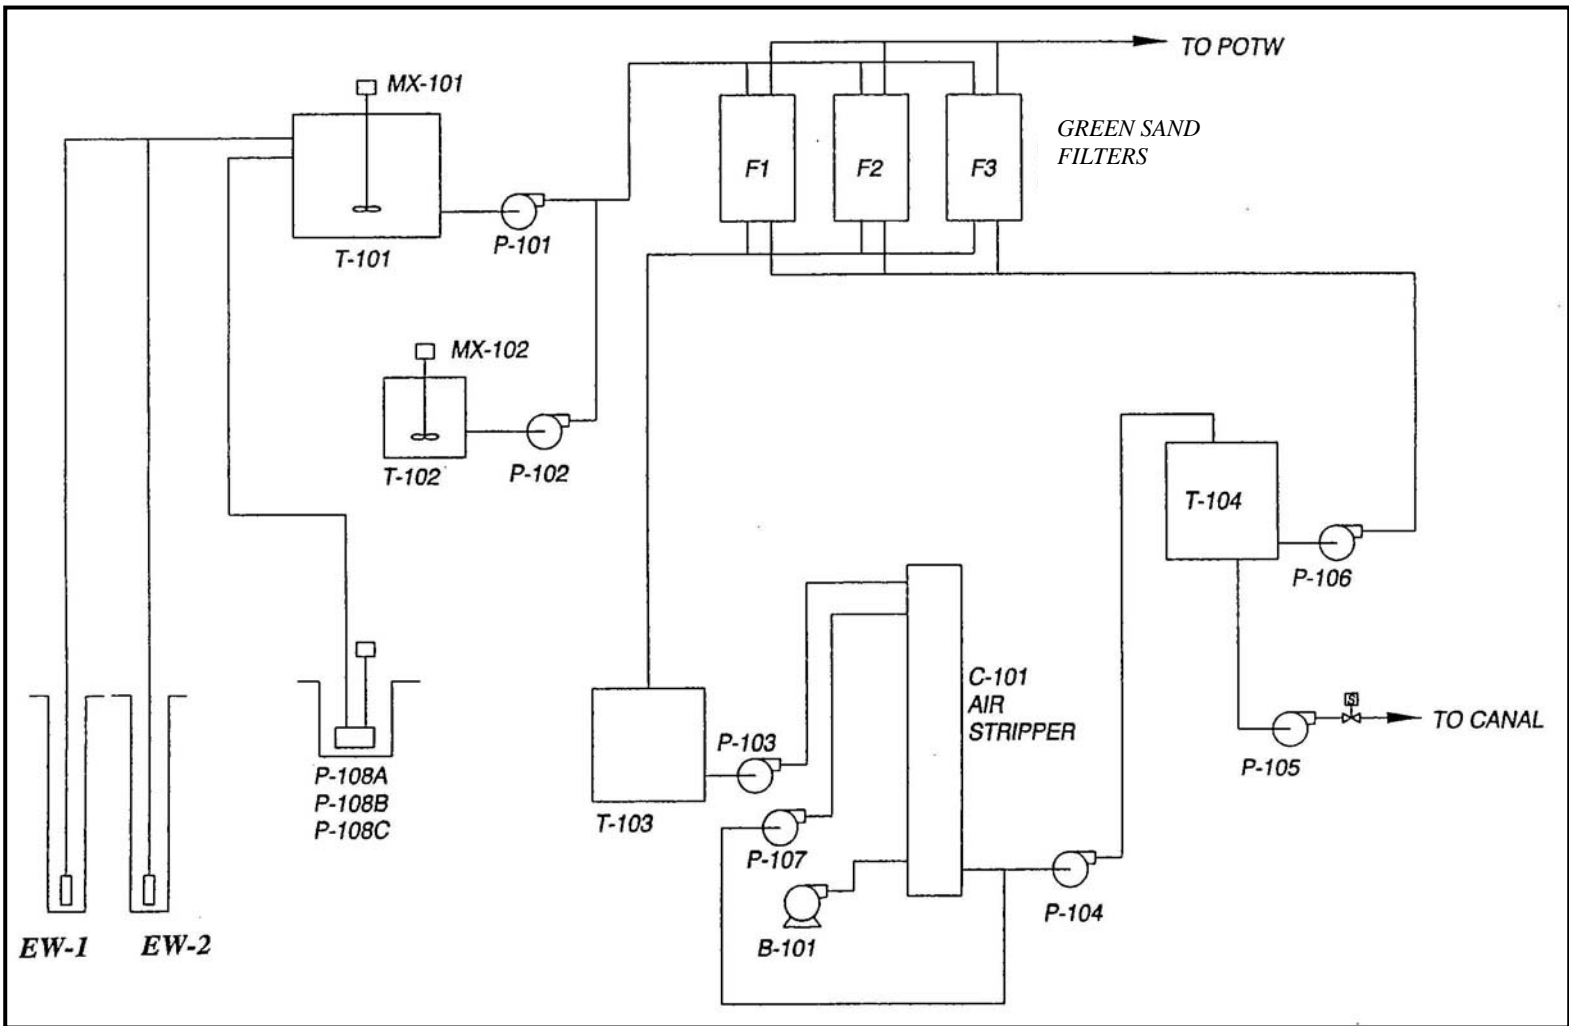 TO POTW
MX-101
GREEN SAND
FILTERS
F1
F2
F3
P-101
T-101
MX-102
P-102
T-102
T-104
P-106
C-101
AIR
STRIPPER
TO CANAL
S
P-103
P-105
P-108A
P-108B
P-108C
T-103
P-107
P-104
B-101
EW-1
EW-2